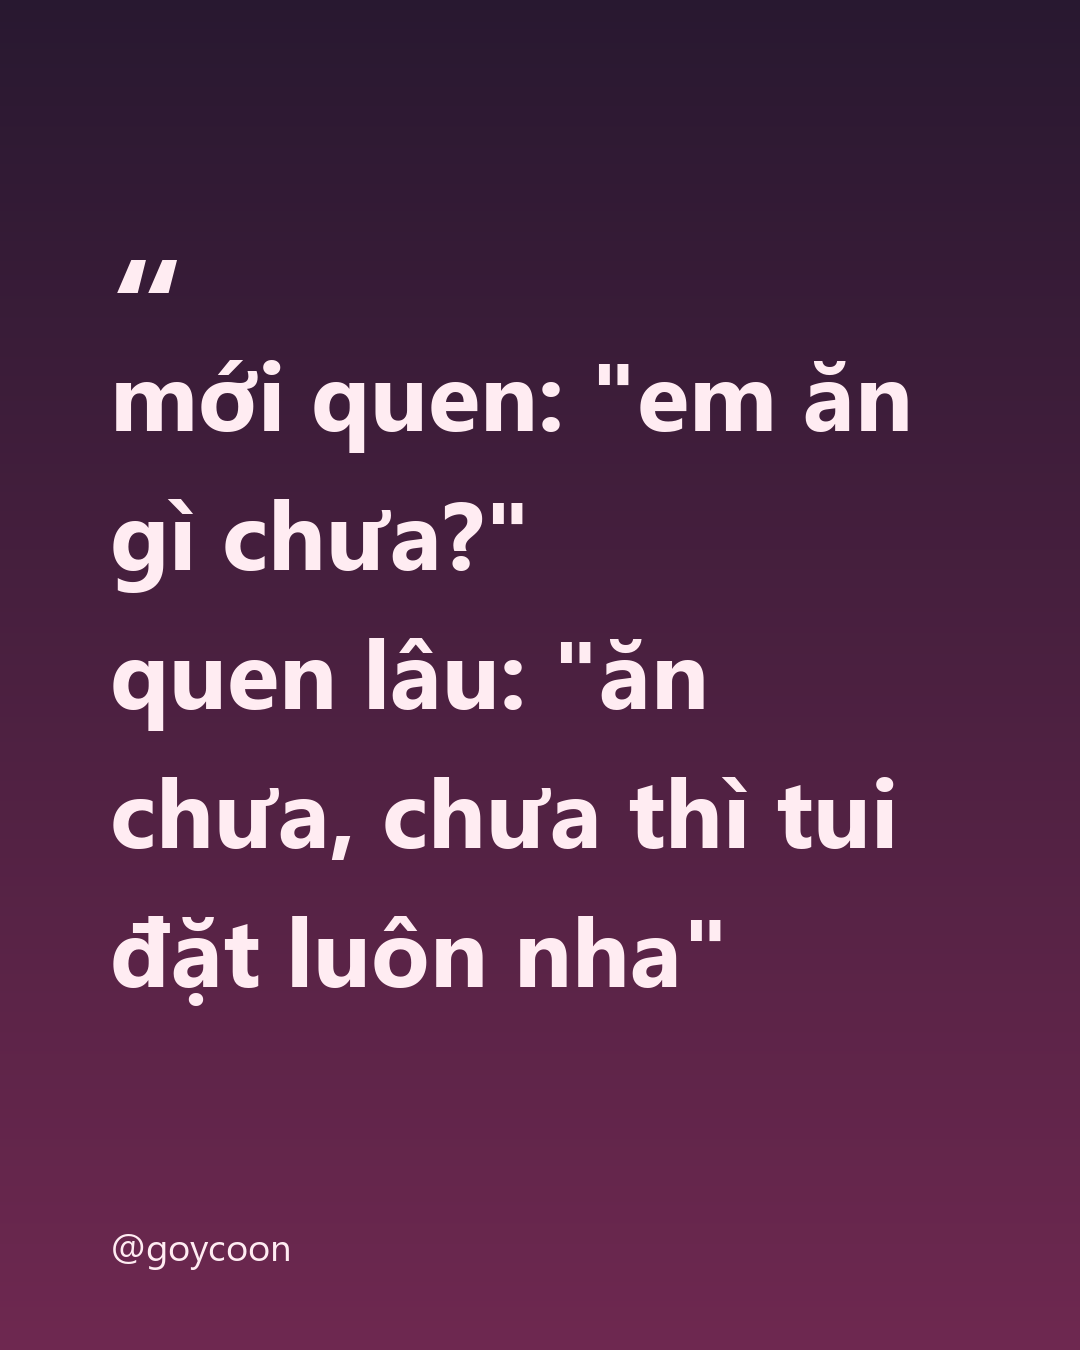 “
mới quen: "em ăn
gì chưa?"
quen lâu: "ăn
chưa, chưa thì tui
đặt luôn nha"
@goycoon